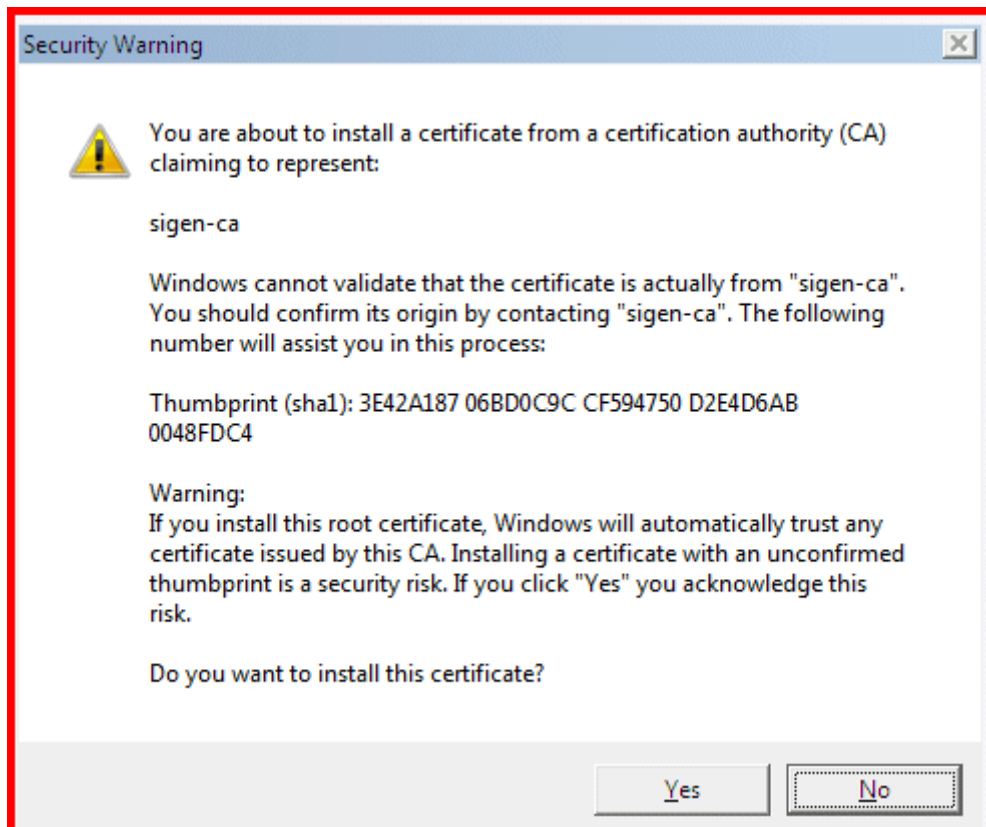 Security Warning
You are about to install a certificate from a certification authority (CA)
claiming to represent:
sigen-ca
Windows cannot validate that the certificate is actually from "sigen-ca".
You should confirm its origin by contacting "sigen-ca". The following
number will assist you in this process:
Thumbprint (sha1): 3E42A187 06BD0C9C CF594750 D2E4D6AB
0048FDC4
Warning:
If you install this root certificate, Windows will automatically trust any
certificate issued by this CA. Installing a certificate with an unconfirmed
thumbprint is a security risk. If you click "Yes" you acknowledge this
risk.
Do you want to install this certificate?
Yes
No